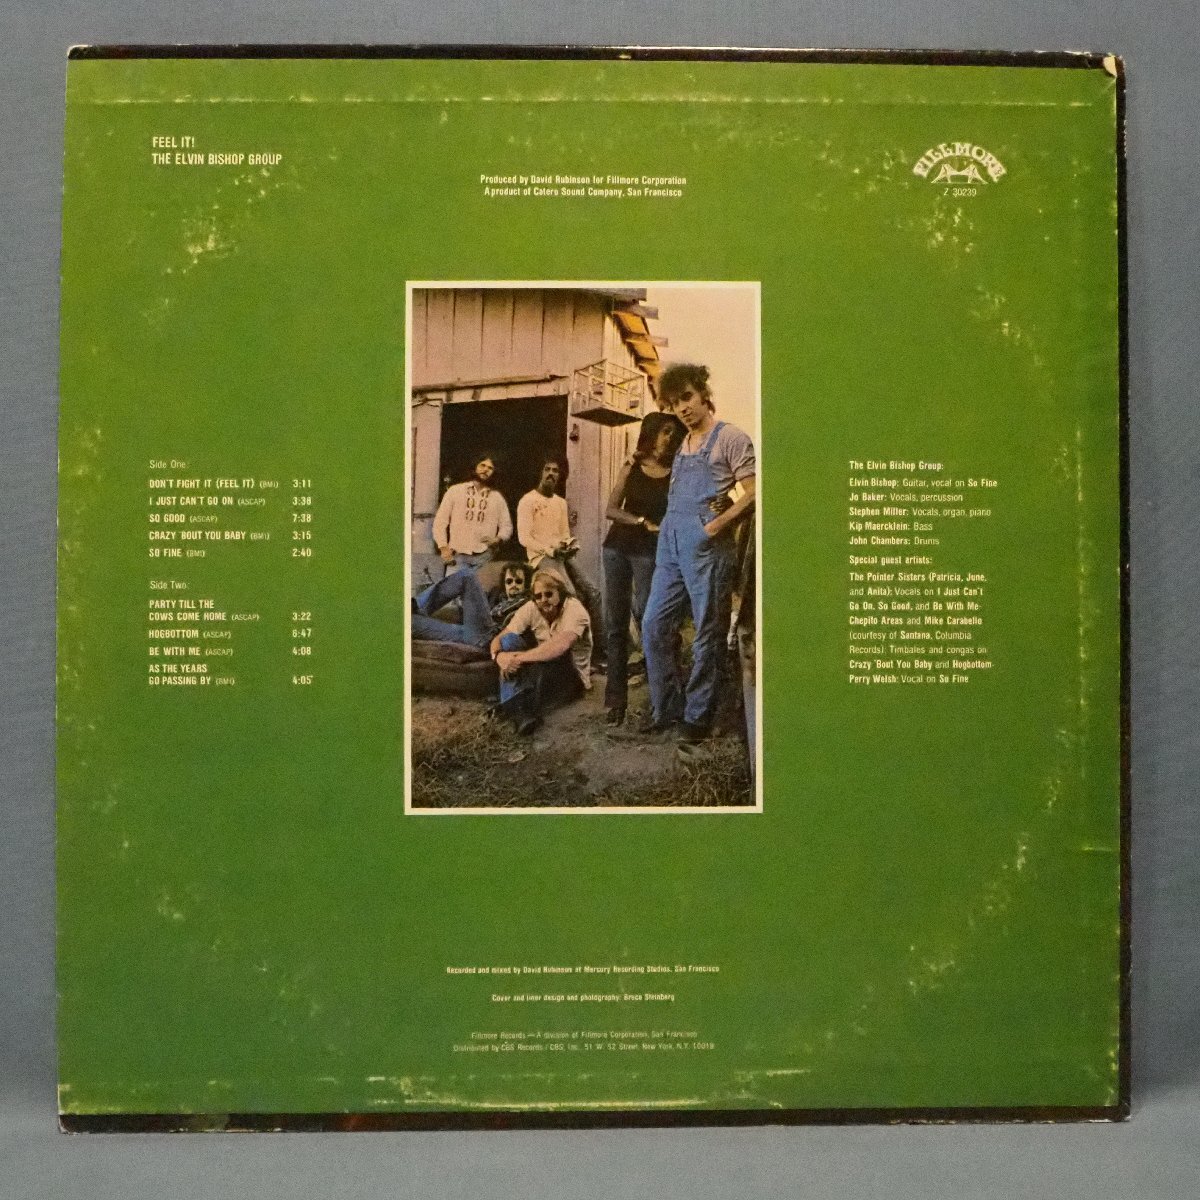 FEEL IT!
THE ELVIN BISHOP GROUP
Produced by David Rubinson for Fillmore Corporation
A product of Catero Sound Company, San Francisco
FILLMORE
Z 30239
Side One:
DON'T FIGHT IT (FEEL IT) (BMI) 3:11
I JUST CAN'T GO ON (ASCAP) 3:38
SO GOOD (ASCAP) 7:38
CRAZY 'BOUT YOU BABY (BMI) 3:15
SO FINE (BMI) 2:40
Side Two:
PARTY TILL THE
COWS COME HOME (ASCAP) 3:22
HOGBOTTOM (ASCAP) 6:47
BE WITH ME (ASCAP) 4:08
AS THE YEARS
GO PASSING BY (BMI) 4:05
The Elvin Bishop Group:
Elvin Bishop: Guitar, vocal on So Fine
Jo Baker: Vocals, percussion
Stephen Miller: Vocals, organ, piano
Kip Maercklein: Bass
John Chambers: Drums
Special guest artists:
The Pointer Sisters (Patricia, June,
and Anita): Vocals on I Just Can't
Go On, So Good, and Be With Me.
Chepito Areas and Mike Carabello
(courtesy of Santana, Columbia
Records): Timbales and congas on
Crazy 'Bout You Baby and Hogbottom.
Perry Welsh: Vocal on So Fine
Recorded and mixed by David Rubinson at Mercury Recording Studios, San Francisco
Cover and liner design and photography: Bruce Steinberg
Fillmore Records—A division of Fillmore Corporation, San Francisco
Distributed by CBS Records / CBS, Inc., 51 W. 52 Street, New York, N.Y. 10019